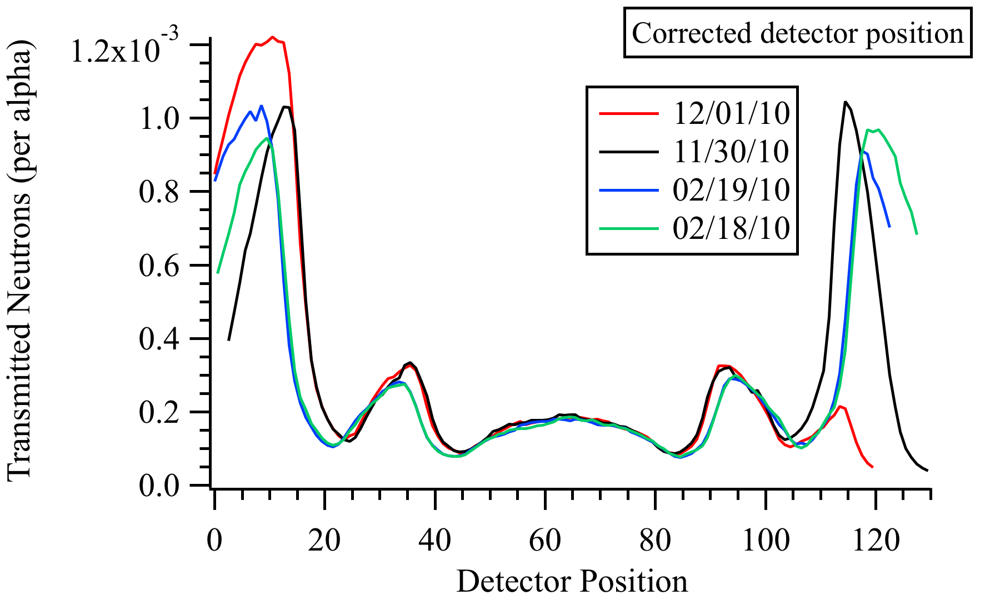 Corrected detector position
12/01/10
11/30/10
02/19/10
02/18/10
Transmitted Neutrons (per alpha)
1.2x10-3
1.0
0.8
0.6
0.4
0.2
0.0
0 20 40 60 80 100 120
Detector Position